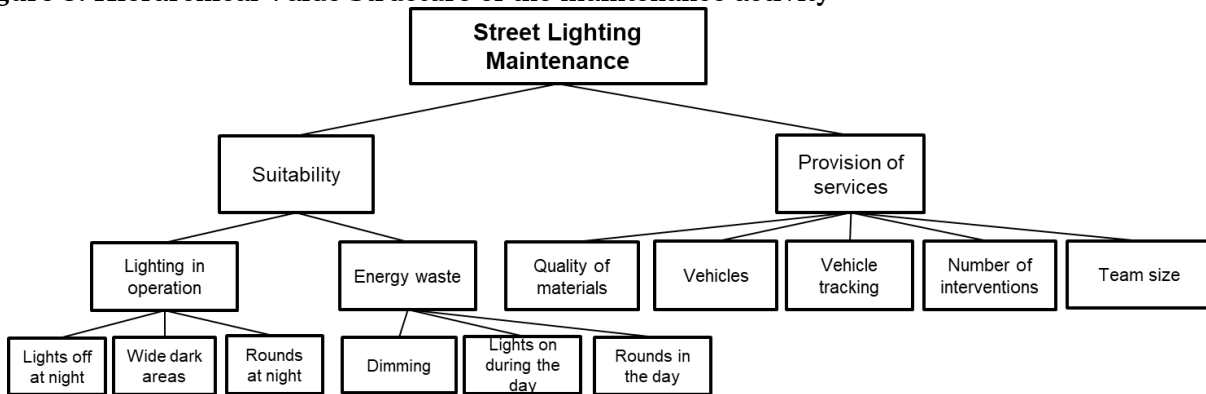 Street Lighting
Maintenance
Suitability
Provision of
services
Lighting in
operation
Energy waste
Quality of
materials
Vehicles
Vehicle
tracking
Number of
interventions
Team size
Lights off
at night
Wide dark
areas
Rounds
at night
Dimming
Lights on
during the
day
Rounds in
the day